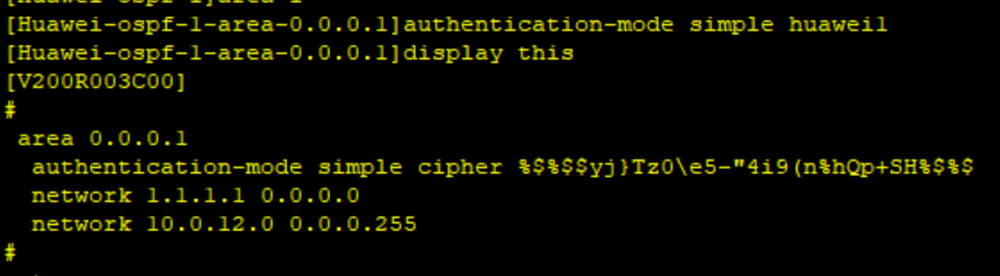 [Huawei-ospf-1-area-0.0.0.1]authentication-mode simple huawei1
[Huawei-ospf-1-area-0.0.0.1]display this
[V200R003C00]
#
area 0.0.0.1
authentication-mode simple cipher %$%$$yj}Tz0\e5-"4i9(n%hQp+SH%$%$
network 1.1.1.1 0.0.0.0
network 10.0.12.0 0.0.0.255
#